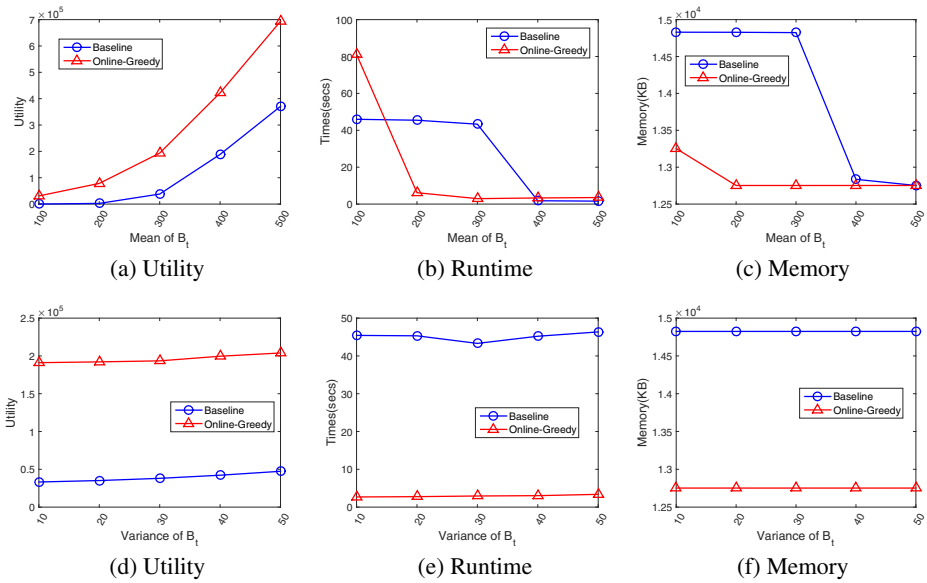 ×10^5
7
6
5
4
3
2
1
0
Utility
Baseline
Online-Greedy
100
200
300
400
500
Mean of B_t
(a) Utility
100
80
60
40
20
0
Times(secs)
Baseline
Online-Greedy
100
200
300
400
500
Mean of B_t
(b) Runtime
×10^4
1.5
1.45
1.4
1.35
1.3
1.25
Memory(KB)
Baseline
Online-Greedy
100
200
300
400
500
Mean of B_t
(c) Memory
×10^5
2.5
2
1.5
1
0.5
0
Utility
Baseline
Online-Greedy
10
20
30
40
50
Variance of B_t
(d) Utility
50
40
30
20
10
0
Times(secs)
Baseline
Online-Greedy
10
20
30
40
50
Variance of B_t
(e) Runtime
×10^4
1.5
1.45
1.4
1.35
1.3
1.25
Memory(KB)
Baseline
Online-Greedy
10
20
30
40
50
Variance of B_t
(f) Memory